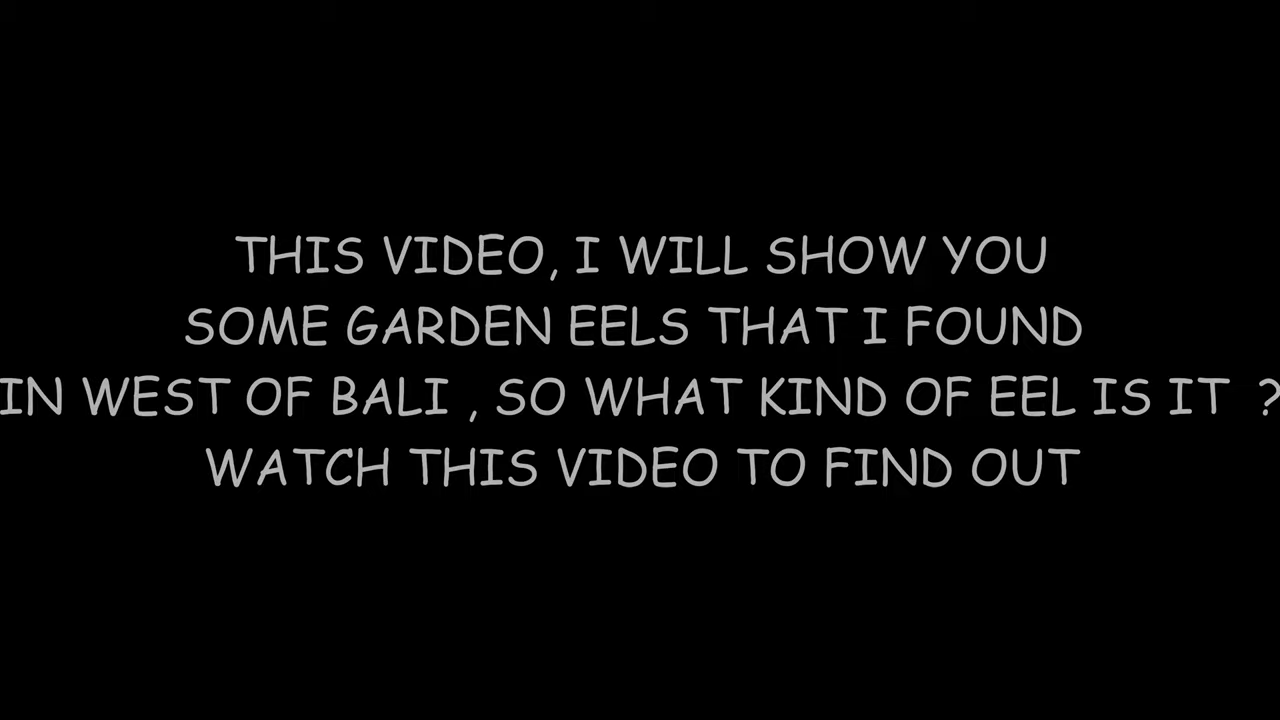 THIS VIDEO, I WILL SHOW YOU
SOME GARDEN EELS THAT I FOUND
IN WEST OF BALI , SO WHAT KIND OF EEL IS IT ?
WATCH THIS VIDEO TO FIND OUT